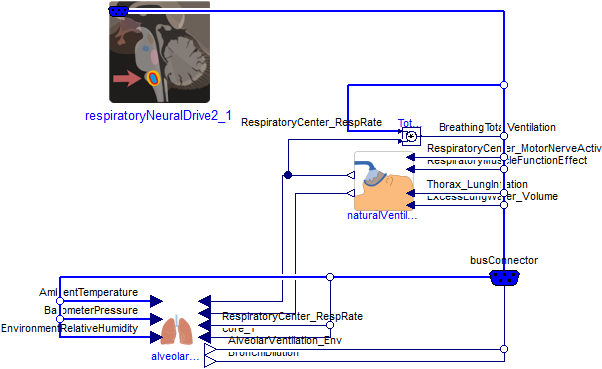 respiratoryNeuralDrive2_1
RespiratoryCenter_RespRate
Tot...
BreathingTotalVentilation
RespiratoryCenter_MotorNerveActiv
RespiratoryMuscleFunctionEffect
Thorax_LungInflation
ExcessLungWater_Volume
naturalVentil...
busConnector
AmbientTemperature
BarometerPressure
EnvironmentRelativeHumidity
RespiratoryCenter_RespRate
core_T
AlveolarVentilation_Env
BronchiDilution
alveolar...